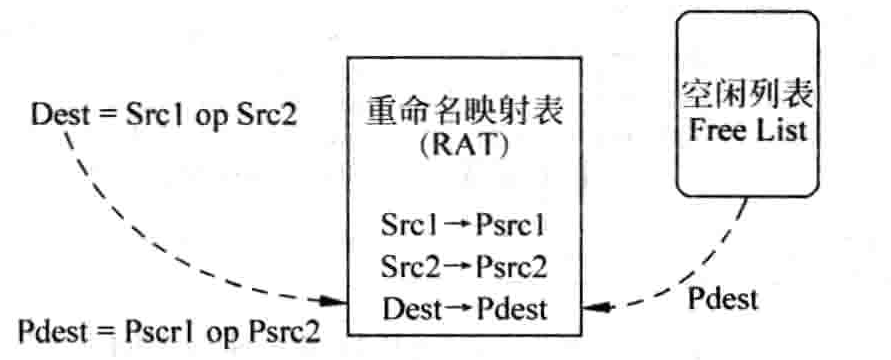 Dest = Src1 op Src2
重命名映射表
(RAT)
Src1→Psrc1
Src2→Psrc2
Dest→Pdest
空闲列表
Free List
Pdest
Pdest = Pscr1 op Psrc2